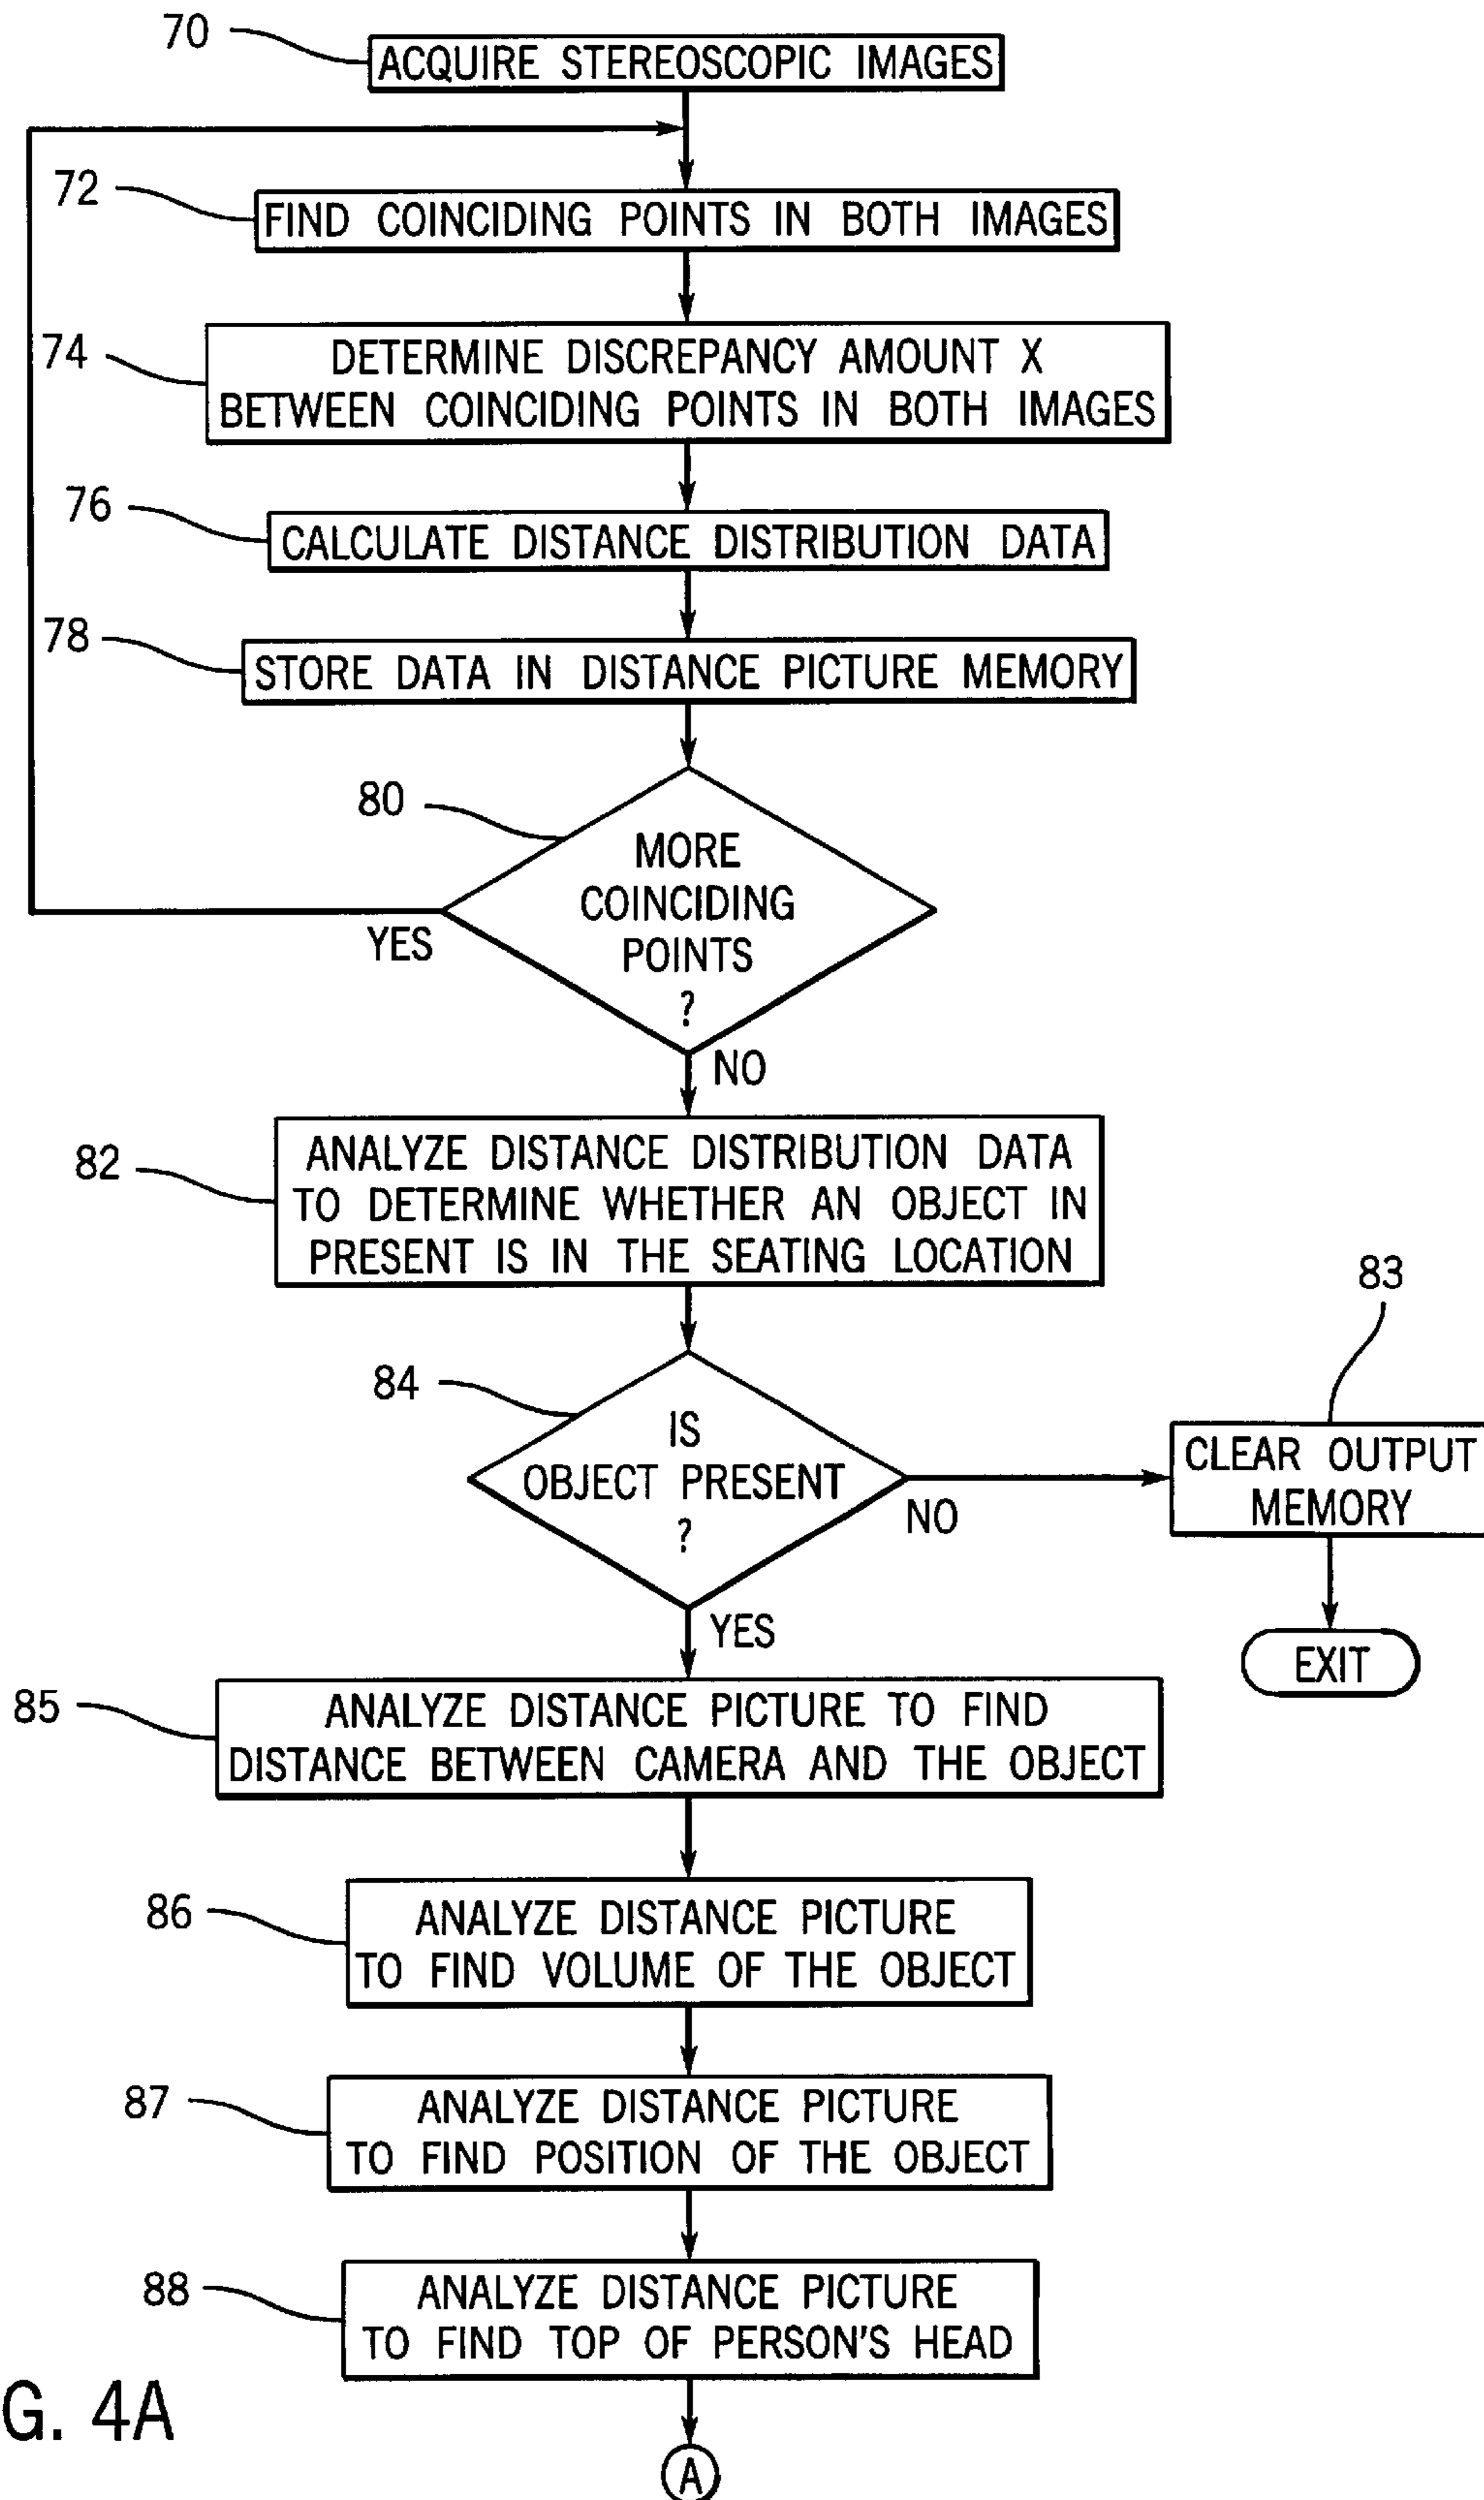 70
ACQUIRE STEREOSCOPIC IMAGES
72
FIND COINCIDING POINTS IN BOTH IMAGES
74
DETERMINE DISCREPANCY AMOUNT X
BETWEEN COINCIDING POINTS IN BOTH IMAGES
76
CALCULATE DISTANCE DISTRIBUTION DATA
78
STORE DATA IN DISTANCE PICTURE MEMORY
80
MORE
COINCIDING
POINTS
?
YES
NO
82
ANALYZE DISTANCE DISTRIBUTION DATA
TO DETERMINE WHETHER AN OBJECT IN
PRESENT IS IN THE SEATING LOCATION
84
IS
OBJECT PRESENT
?
NO
83
CLEAR OUTPUT
MEMORY
EXIT
YES
85
ANALYZE DISTANCE PICTURE TO FIND
DISTANCE BETWEEN CAMERA AND THE OBJECT
86
ANALYZE DISTANCE PICTURE
TO FIND VOLUME OF THE OBJECT
87
ANALYZE DISTANCE PICTURE
TO FIND POSITION OF THE OBJECT
88
ANALYZE DISTANCE PICTURE
TO FIND TOP OF PERSON'S HEAD
G. 4A
A